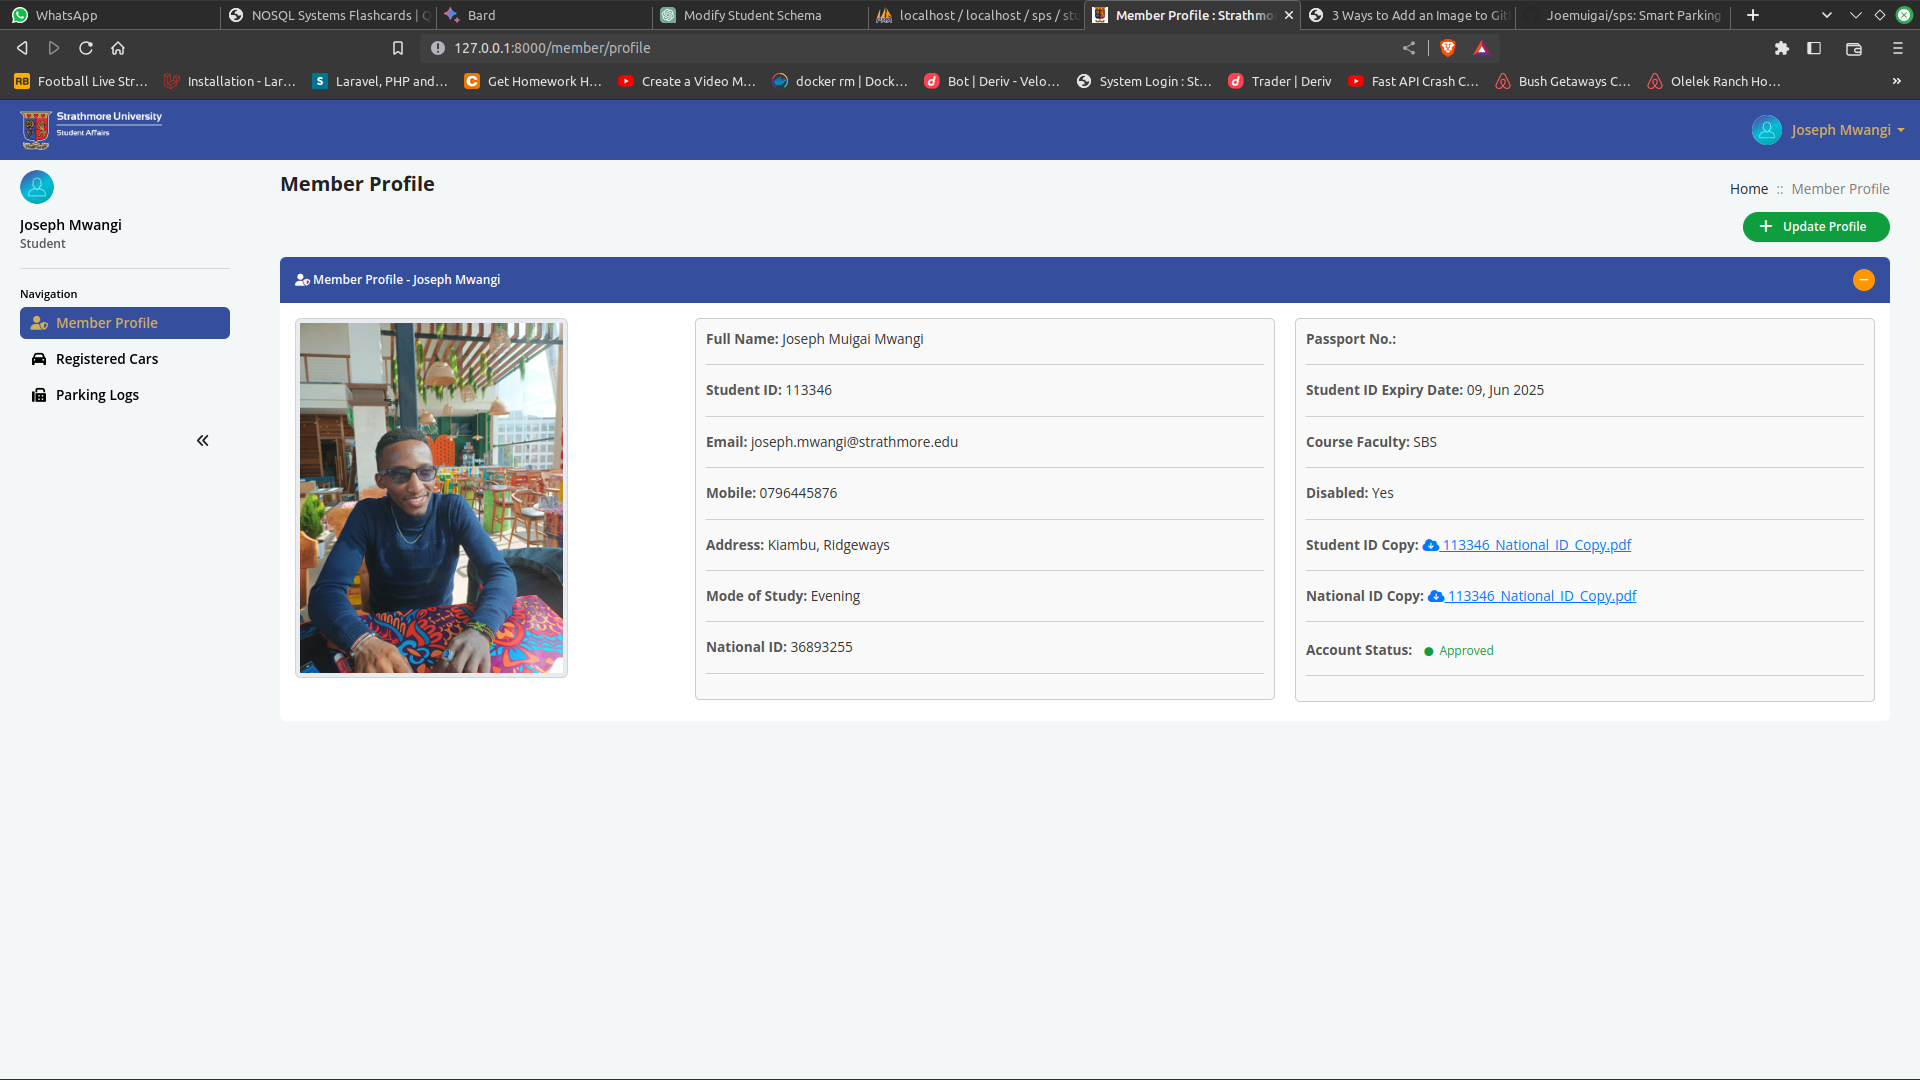 WhatsApp
NOSQL Systems Flashcards | Q
Bard
Modify Student Schema
localhost / localhost / sps / stu
Member Profile : Strathmo
3 Ways to Add an Image to Git
Joemuigai/sps: Smart Parking
127.0.0.1:8000/member/profile
RB Football Live Str...
Installation - Lar...
S Laravel, PHP and...
C Get Homework H...
Create a Video M...
docker rm | Dock...
d Bot | Deriv - Velo...
System Login : St...
d Trader | Deriv
Fast API Crash C...
Bush Getaways C...
Olelek Ranch Ho...
»
Strathmore University
Student Affairs
Joseph Mwangi
Joseph Mwangi
Student
Navigation
Member Profile
Registered Cars
Parking Logs
Member Profile
Home :: Member Profile
+ Update Profile
Member Profile - Joseph Mwangi
Full Name: Joseph Muigai Mwangi
Student ID: 113346
Email: joseph.mwangi@strathmore.edu
Mobile: 0796445876
Address: Kiambu, Ridgeways
Mode of Study: Evening
National ID: 36893255
Passport No.:
Student ID Expiry Date: 09, Jun 2025
Course Faculty: SBS
Disabled: Yes
Student ID Copy: 113346_National_ID_Copy.pdf
National ID Copy: 113346_National_ID_Copy.pdf
Account Status: Approved